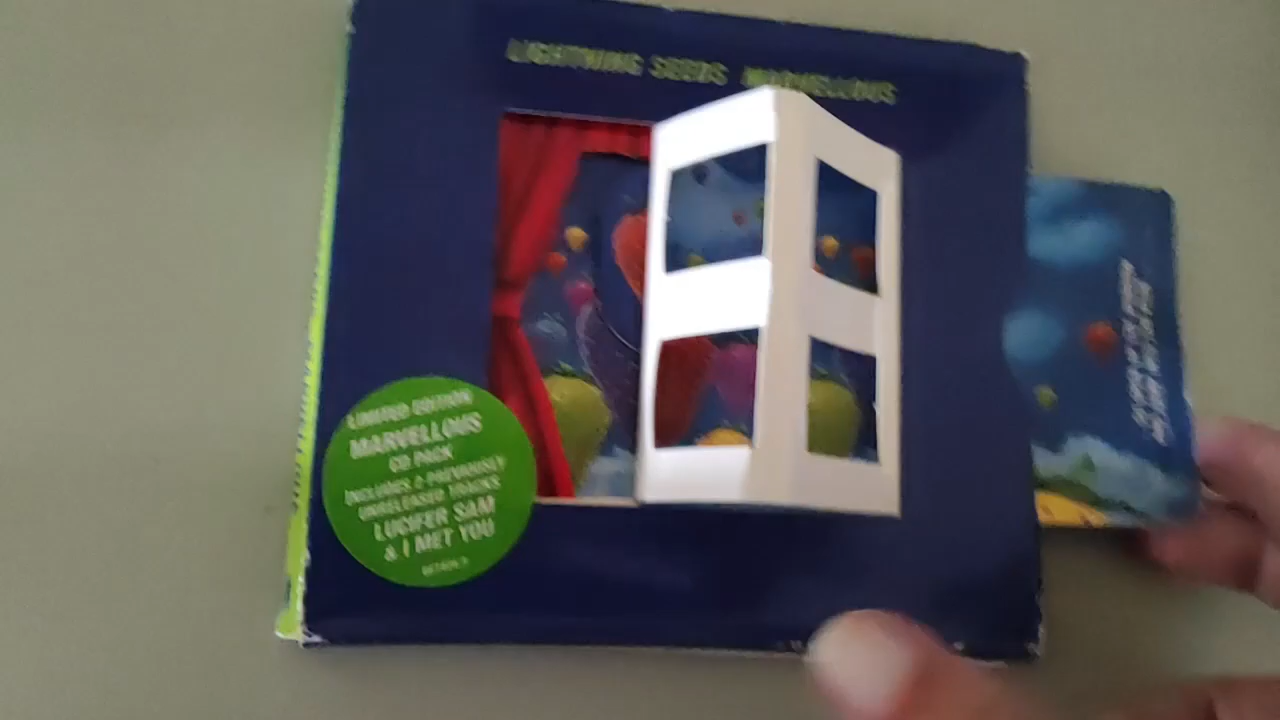 LIGHTNING SEEDS MARVELLOUS
LIMITED EDITION
MARVELLOUS
CD PACK
INCLUDES 2 PREVIOUSLY
UNRELEASED TRACKS
LUCIFER SAM
& I MET YOU